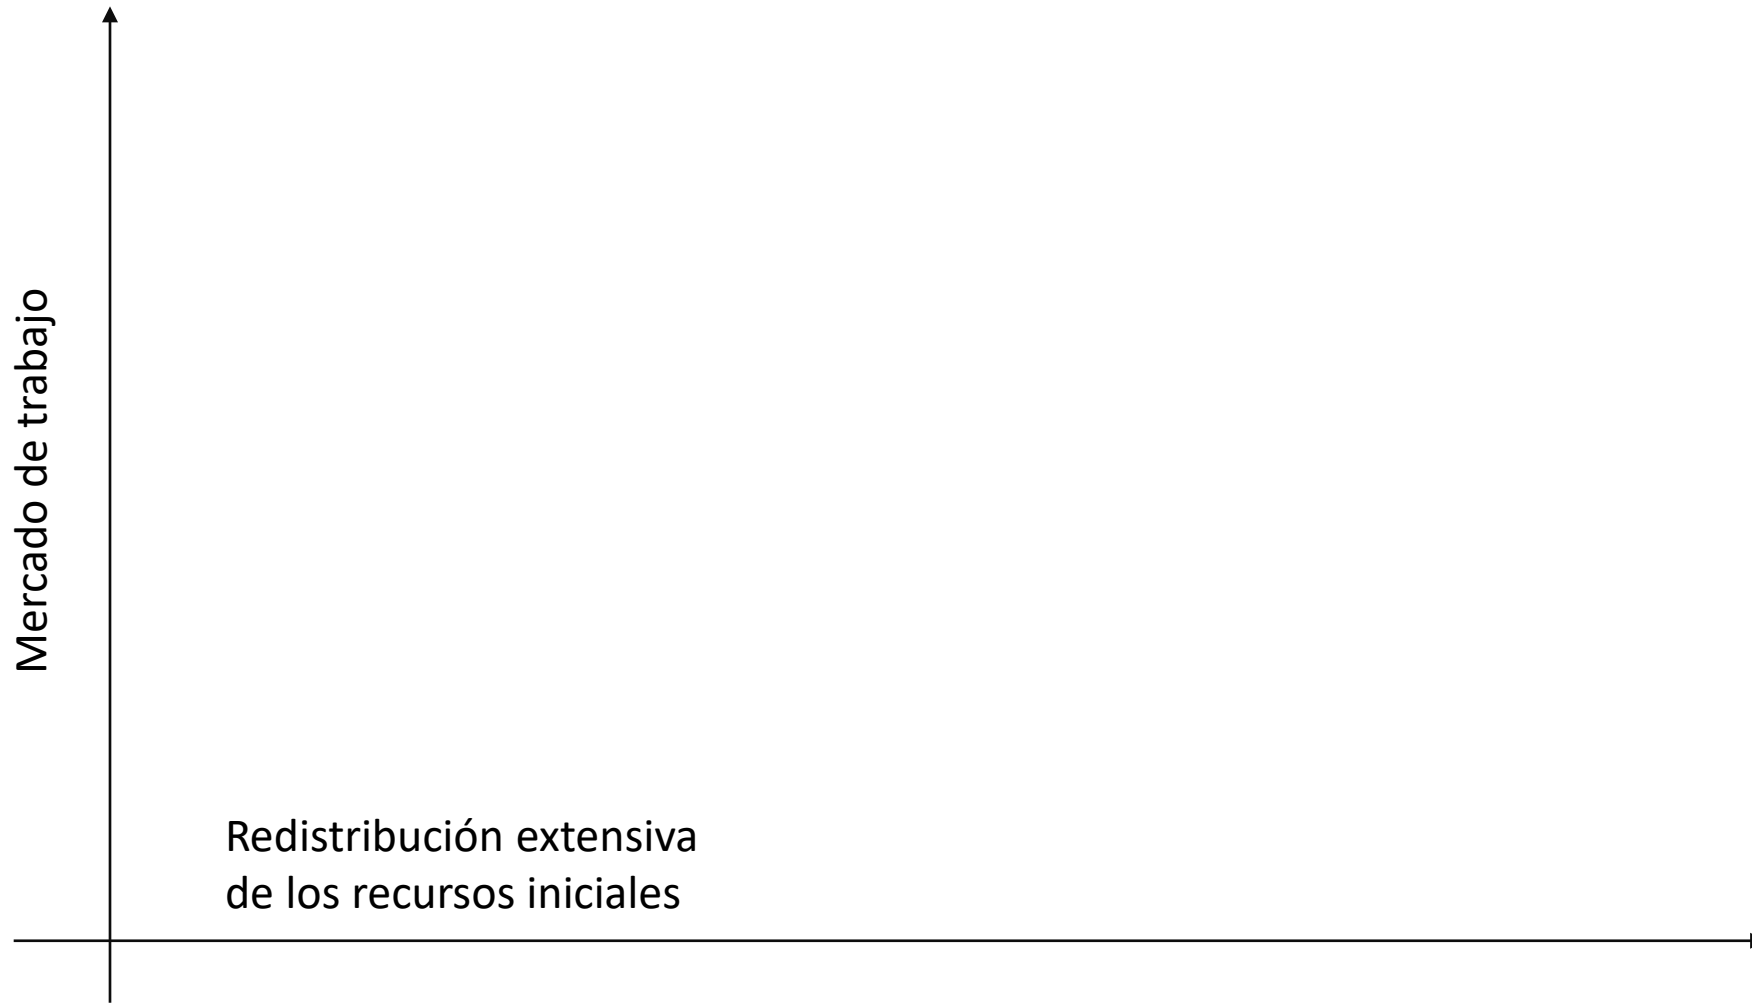 Mercado de trabajo
Redistribución extensiva
de los recursos iniciales